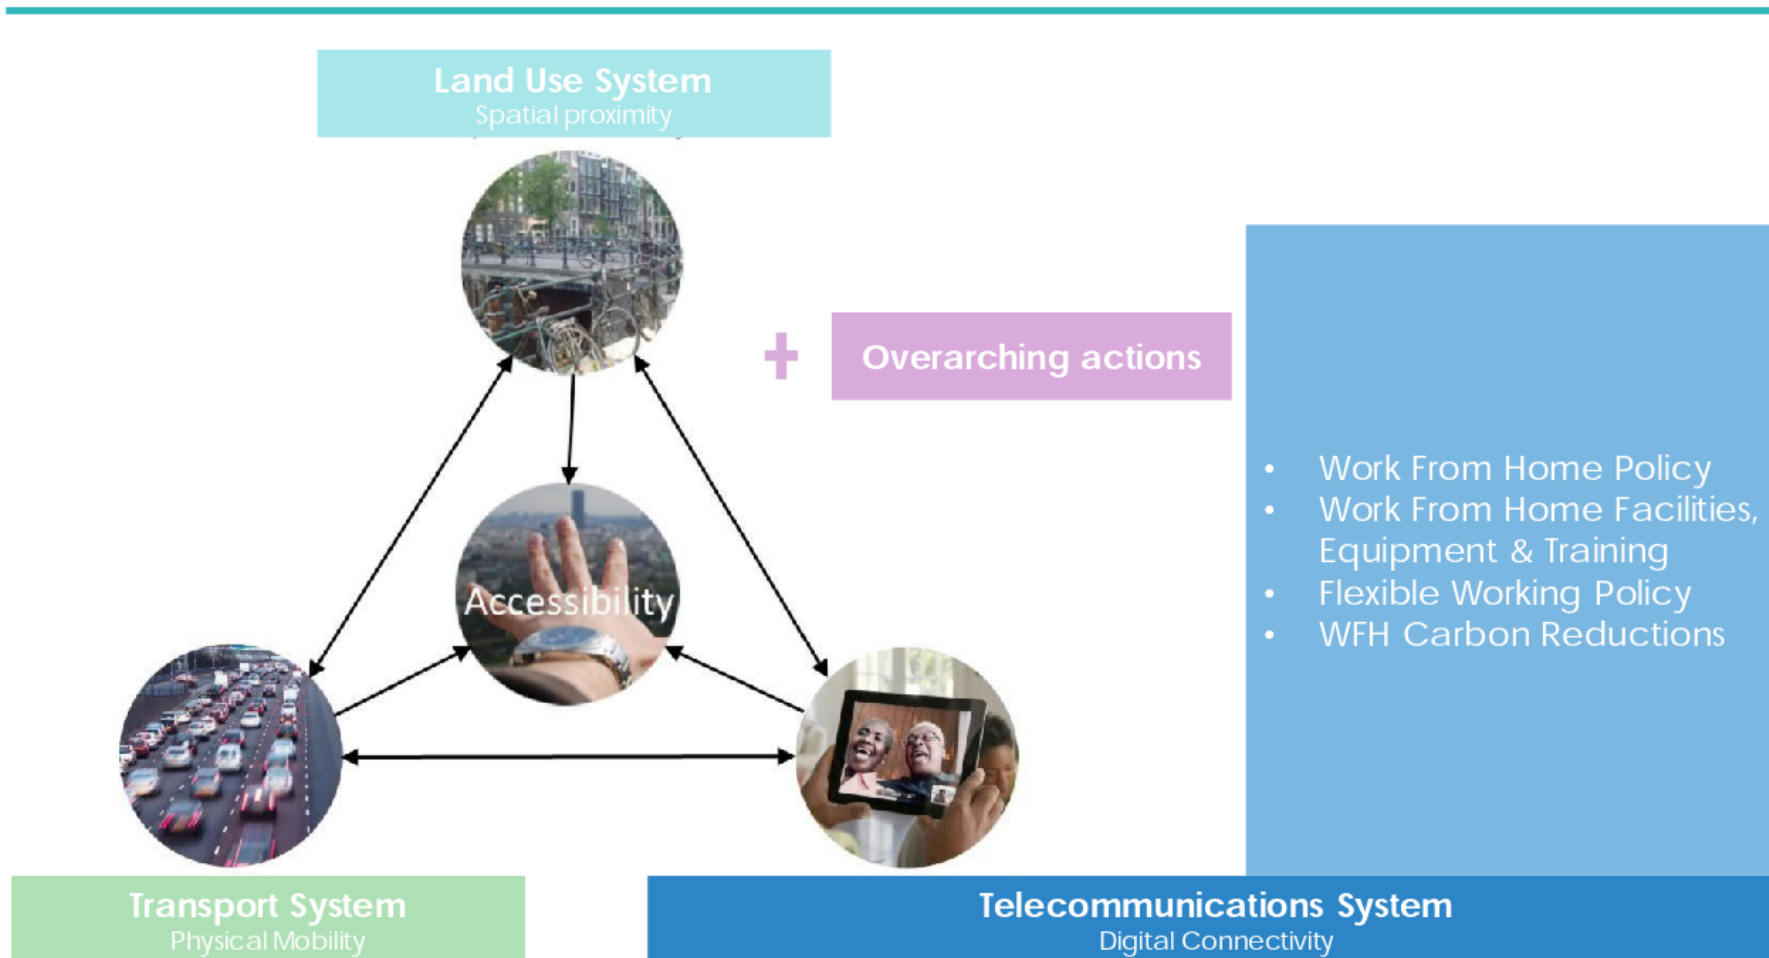 Land Use System
Spatial proximity
Overarching actions
• Work From Home Policy
• Work From Home Facilities,
Equipment & Training
• Flexible Working Policy
• WFH Carbon Reductions
Accessibility
Transport System
Physical Mobility
Telecommunications System
Digital Connectivity